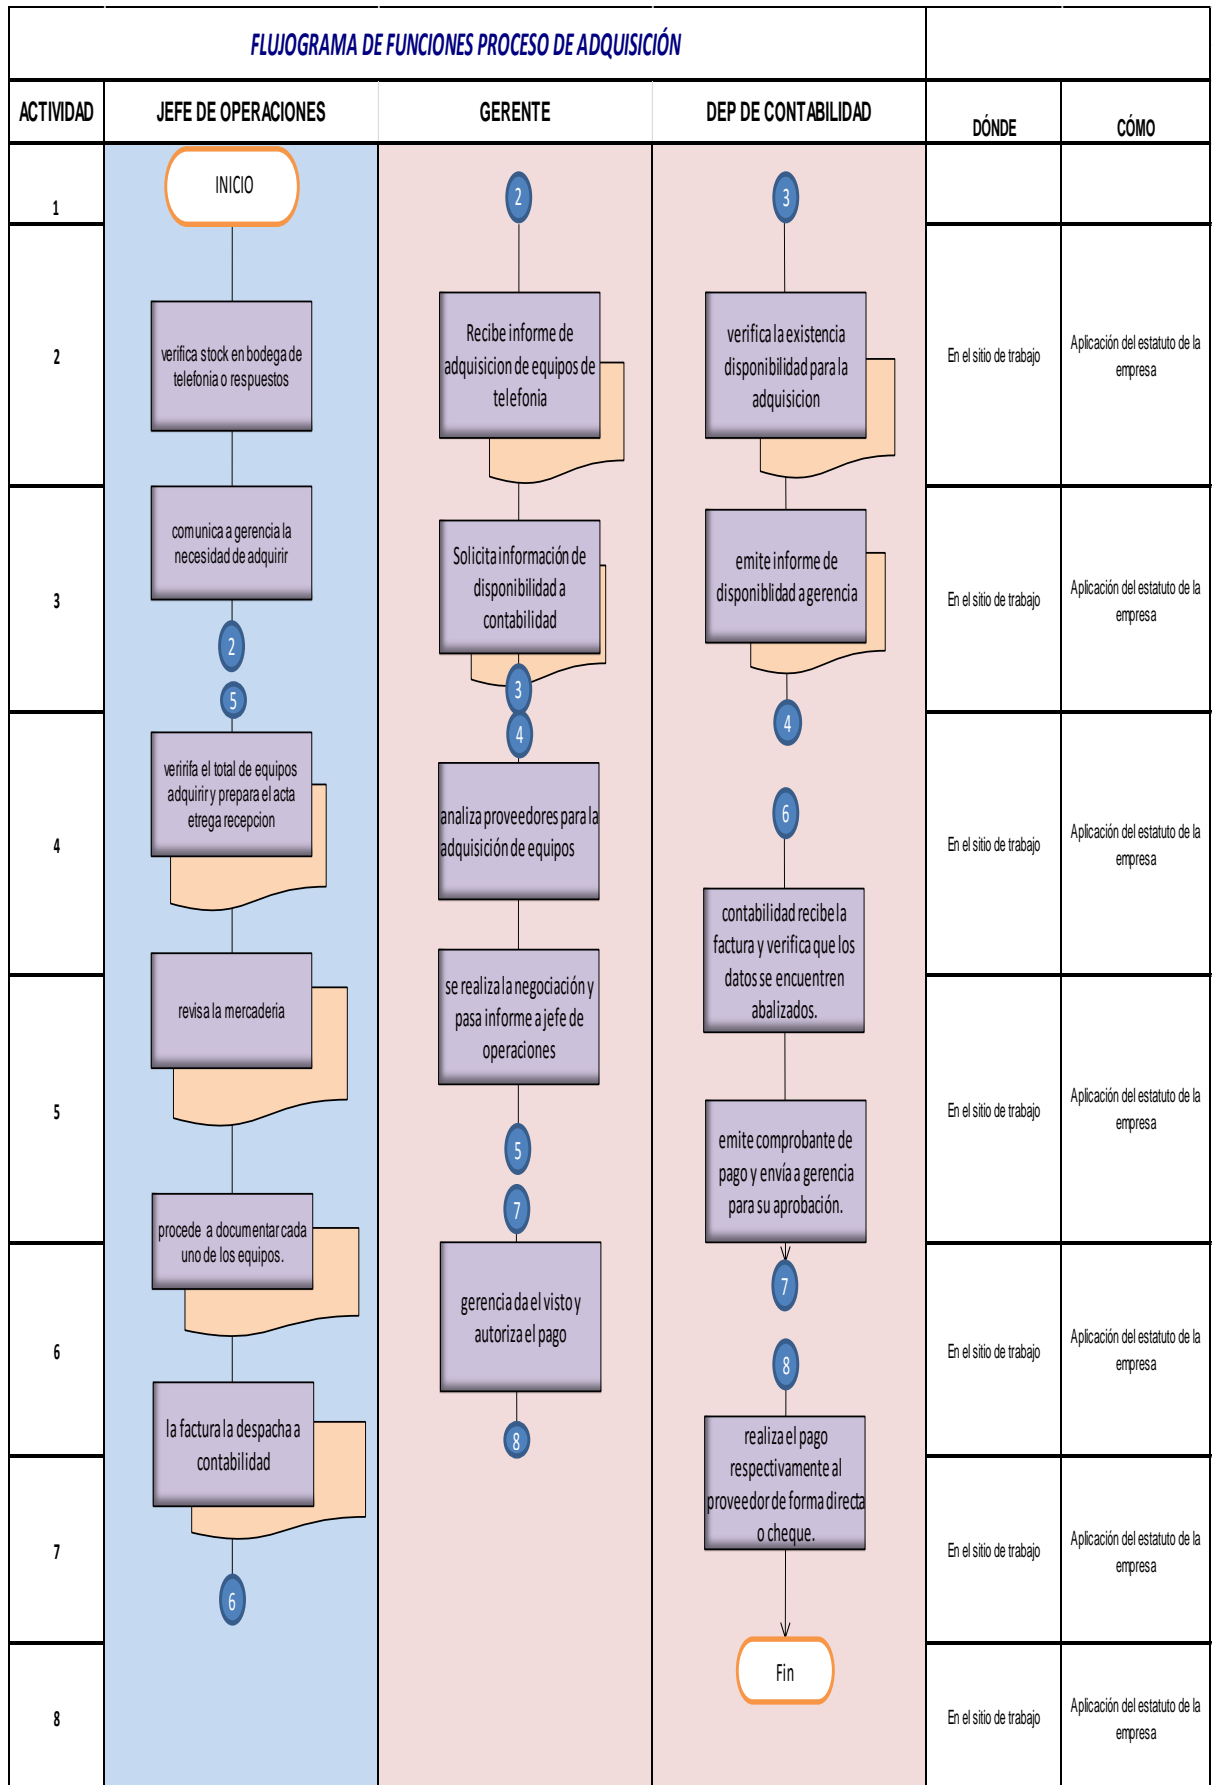 FLUJOGRAMA DE FUNCIONES PROCESO DE ADQUISICIÓN
ACTIVIDAD
JEFE DE OPERACIONES
GERENTE
DEP DE CONTABILIDAD
DÓNDE
CÓMO
1
INICIO
2
3
2
verifica stock en bodega de
telefonia o respuestos
Recibe informe de
adquisicion de equipos de
telefonia
verifica la existencia
disponibilidad para la
adquisicion
En el sitio de trabajo
Aplicación del estatuto de la
empresa
3
comunica a gerencia la
necesidad de adquirir
2
5
Solicita información de
disponibilidad a
contabilidad
3
emite informe de
disponiblidad a gerencia
En el sitio de trabajo
Aplicación del estatuto de la
empresa
4
veririfa el total de equipos
adquirir y prepara el acta
etrega recepcion
4
analiza proveedores para la
adquisición de equipos
4
6
contabilidad recibe la
factura y verifica que los
datos se encuentren
abalizados.
En el sitio de trabajo
Aplicación del estatuto de la
empresa
5
revisa la mercaderia
se realiza la negociación y
pasa informe a jefe de
operaciones
5
7
emite comprobante de
pago y envía a gerencia
para su aprobación.
En el sitio de trabajo
Aplicación del estatuto de la
empresa
procede a documentar cada
uno de los equipos.
6
gerencia da el visto y
autoriza el pago
8
7
8
En el sitio de trabajo
Aplicación del estatuto de la
empresa
la factura la despacha a
contabilidad
realiza el pago
respectivamente al
proveedor de forma directa
o cheque.
7
6
En el sitio de trabajo
Aplicación del estatuto de la
empresa
8
Fin
En el sitio de trabajo
Aplicación del estatuto de la
empresa